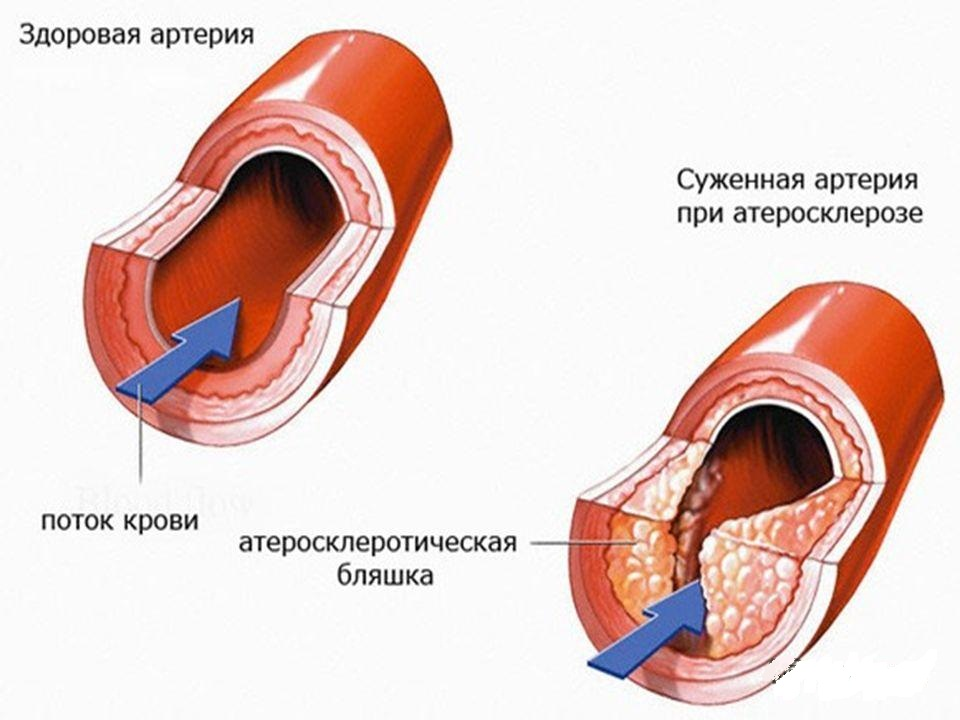 Здоровая артерия
Суженная артерия
при атеросклерозе
поток крови
атеросклеротическая
бляшка